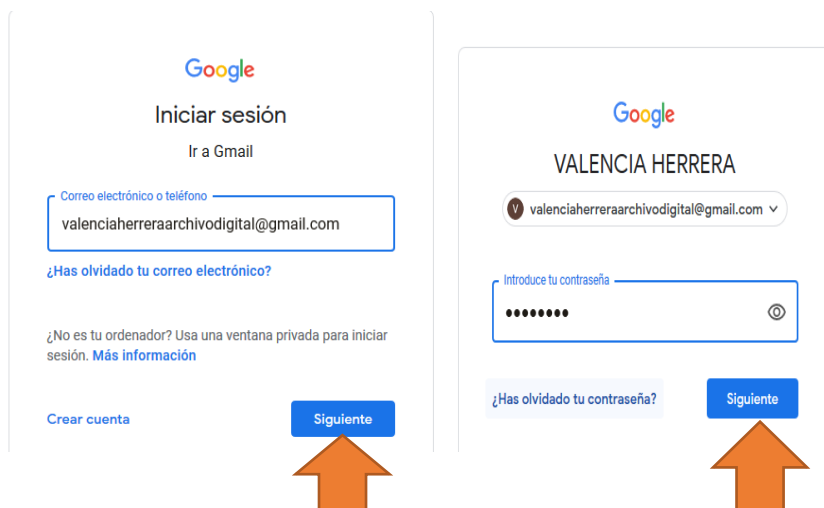 Google
Iniciar sesión
Ir a Gmail
Correo electrónico o teléfono
valenciaherreraarchivodigital@gmail.com
¿Has olvidado tu correo electrónico?
¿No es tu ordenador? Usa una ventana privada para iniciar
sesión. Más información
Crear cuenta
Siguiente
Google
VALENCIA HERRERA
V valenciaherreraarchivodigital@gmail.com
Introduce tu contraseña
••••••••
¿Has olvidado tu contraseña?
Siguiente